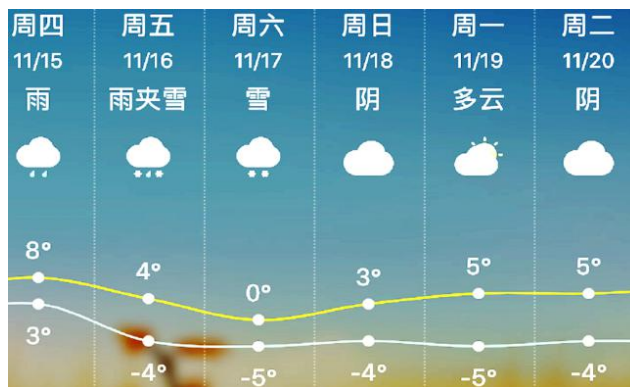 周四 周五 周六 周日 周一 周二
11/15 11/16 11/17 11/18 11/19 11/20
雨 雨夹雪 雪 阴 多云 阴
8° 4° 0° 3° 5° 5°
3° -4° -5° -4° -5° -4°